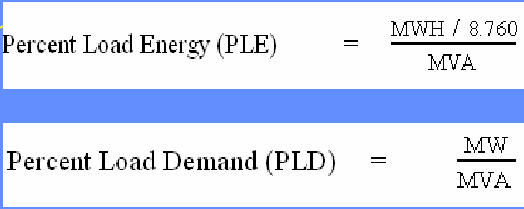 Percent Load Energy (PLE) = MWH / 8.760
MVA
Percent Load Demand (PLD) = MW
MVA